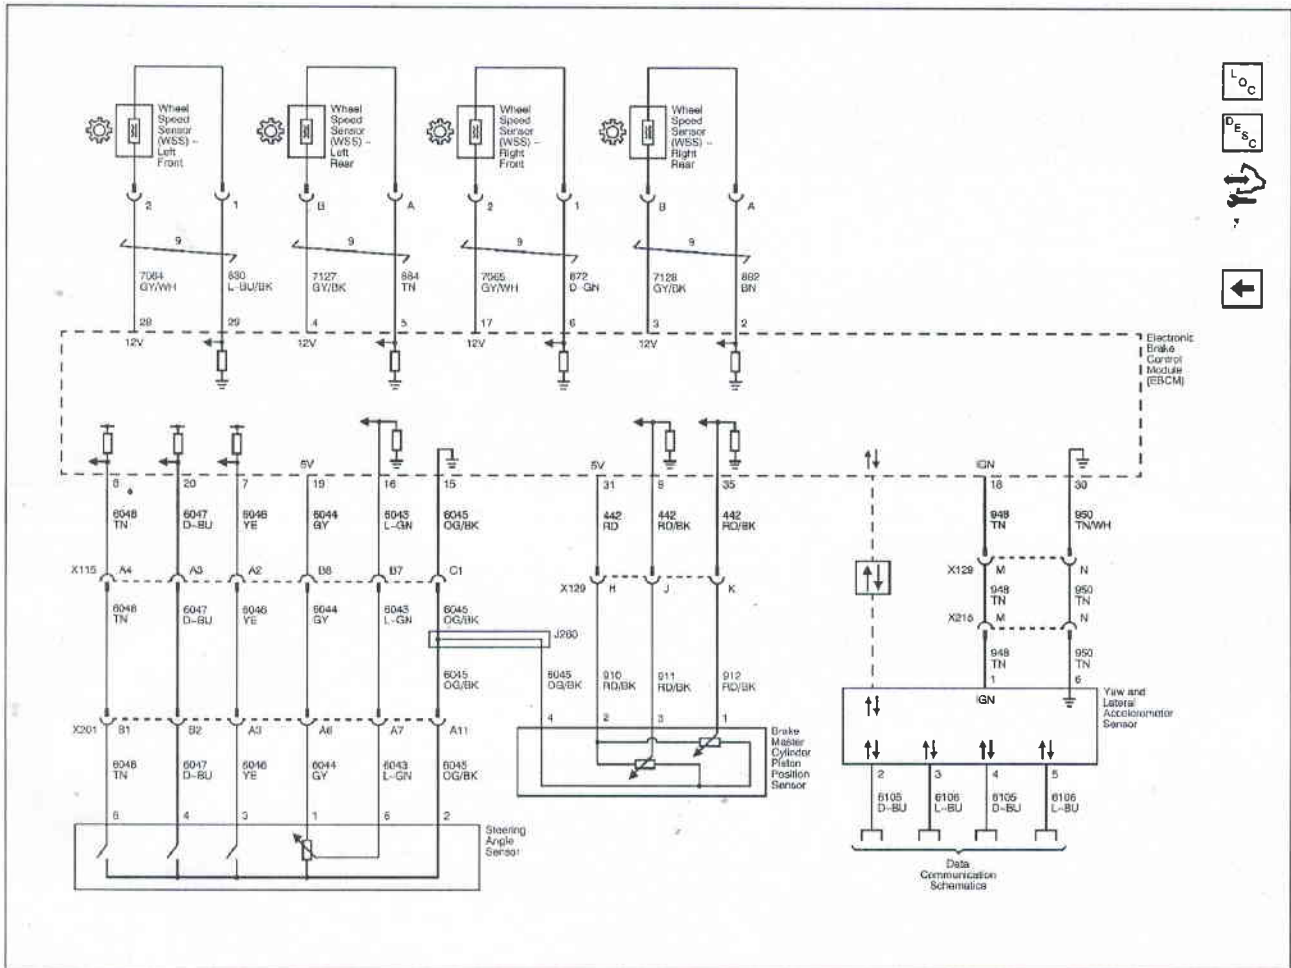 L O C
D E S C
Wheel Speed Sensor (WSS) – Left Front
Wheel Speed Sensor (WSS) – Left Rear
Wheel Speed Sensor (WSS) – Right Front
Wheel Speed Sensor (WSS) – Right Rear
2 1 B A 2 1 B A
9 9 9 9
7064 GY/WH
830 L-BU/BK
7127 GY/BK
884 TN
7065 GY/WH
872 D-GN
7128 GY/BK
882 BN
28 29 4 5 17 6 3 2
12V 12V 12V 12V
Electronic Brake Control Module (EBCM)
5V 5V IGN
8 20 7 19 16 15 31 9 35 18 30
6048 TN
6047 D-BU
6046 YE
6044 GY
6043 L-GN
6045 OG/BK
442 RD
442 RD/BK
442 RD/BK
948 TN
950 TN/WH
X115 A4 A3 A2 B8 B7 C1
X129 H J K
X129 M N
6048 TN
6047 D-BU
6046 YE
6044 GY
6043 L-GN
6045 OG/BK
948 TN
950 TN
J260
X215 M N
6045 OG/BK
6045 OG/BK
910 RD/BK
911 RD/BK
912 RD/BK
948 TN
950 TN
4 2 3 1
1 6
IGN
Yaw and Lateral Accelerometer Sensor
X201 B1 B2 A3 A6 A7 A11
Brake Master Cylinder Piston Position Sensor
6048 TN
6047 D-BU
6046 YE
6044 GY
6043 L-GN
6045 OG/BK
2 3 4 5
6105 D-BU
6106 L-BU
6105 D-BU
6106 L-BU
4 3 1 6 2
Steering Angle Sensor
Data Communication Schematics